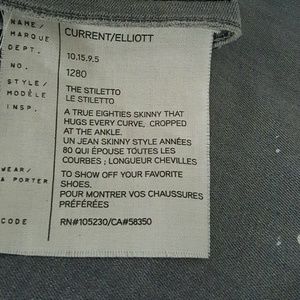 NAME/ MARQUE CURRENT/ELLIOTT
DEPT. 10.15.9.5
NO. 1280
STYLE/ MODÈLE THE STILETTO
LE STILETTO
INSP. A TRUE EIGHTIES SKINNY THAT
HUGS EVERY CURVE, CROPPED
AT THE ANKLE.
UN JEAN SKINNY STYLE ANNÉES
80 QUI ÉPOUSE TOUTES LES
COURBES ; LONGUEUR CHEVILLES
WEAR/ A PORTER TO SHOW OFF YOUR FAVORITE
SHOES.
POUR MONTRER VOS CHAUSSURES
PRÉFÉRÉES
CODE RN#105230/CA#58350